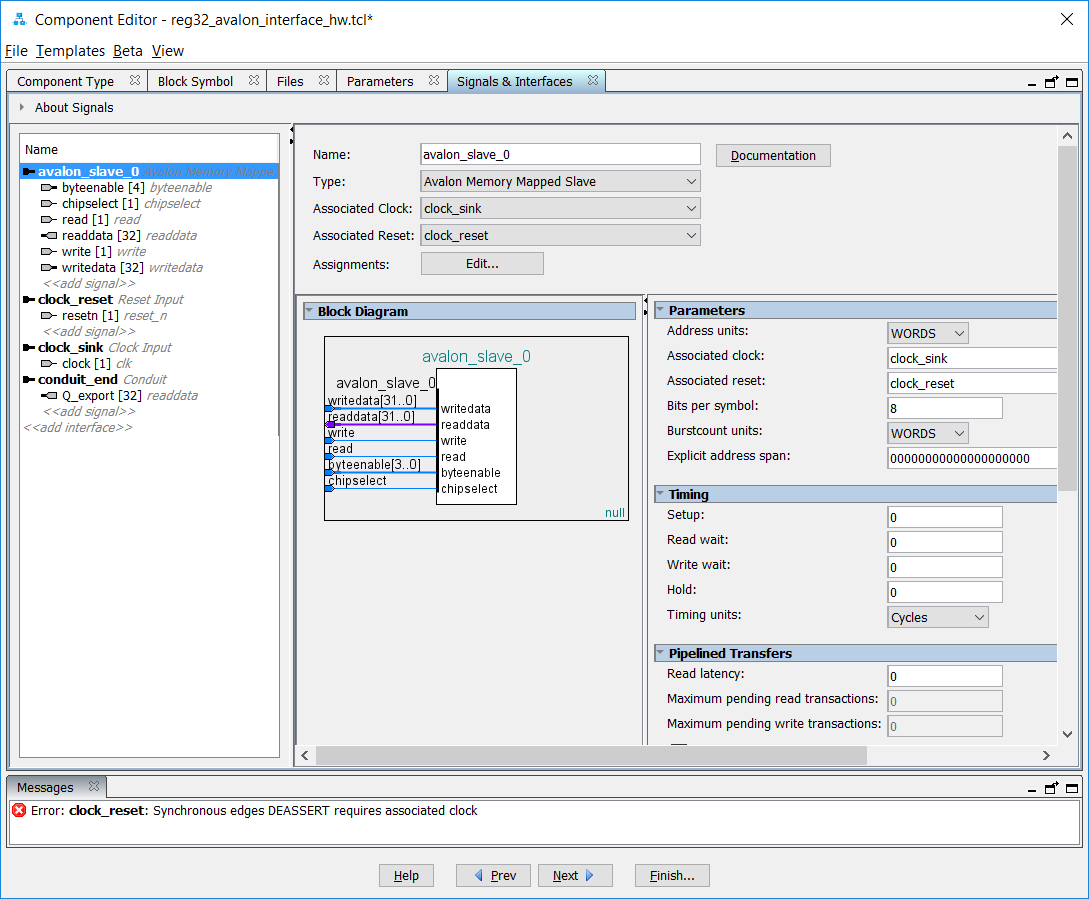 Component Editor - reg32_avalon_interface_hw.tcl*
File Templates Beta View
Component Type Block Symbol Files Parameters Signals & Interfaces
About Signals
Name
avalon_slave_0 Avalon Memory Mappe...
byteenable [4] byteenable
chipselect [1] chipselect
read [1] read
readdata [32] readdata
write [1] write
writedata [32] writedata
<<add signal>>
clock_reset Reset Input
resetn [1] reset_n
<<add signal>>
clock_sink Clock Input
clock [1] clk
conduit_end Conduit
Q_export [32] readdata
<<add signal>>
<<add interface>>
Name: avalon_slave_0 Documentation
Type: Avalon Memory Mapped Slave
Associated Clock: clock_sink
Associated Reset: clock_reset
Assignments: Edit...
Block Diagram
avalon_slave_0
avalon_slave_0
writedata[31..0] writedata
readdata[31..0] readdata
write write
read read
byteenable[3..0] byteenable
chipselect chipselect
null
Parameters
Address units: WORDS
Associated clock: clock_sink
Associated reset: clock_reset
Bits per symbol: 8
Burstcount units: WORDS
Explicit address span: 00000000000000000000
Timing
Setup: 0
Read wait: 0
Write wait: 0
Hold: 0
Timing units: Cycles
Pipelined Transfers
Read latency: 0
Maximum pending read transactions: 0
Maximum pending write transactions: 0
Messages
Error: clock_reset: Synchronous edges DEASSERT requires associated clock
Help Prev Next Finish...